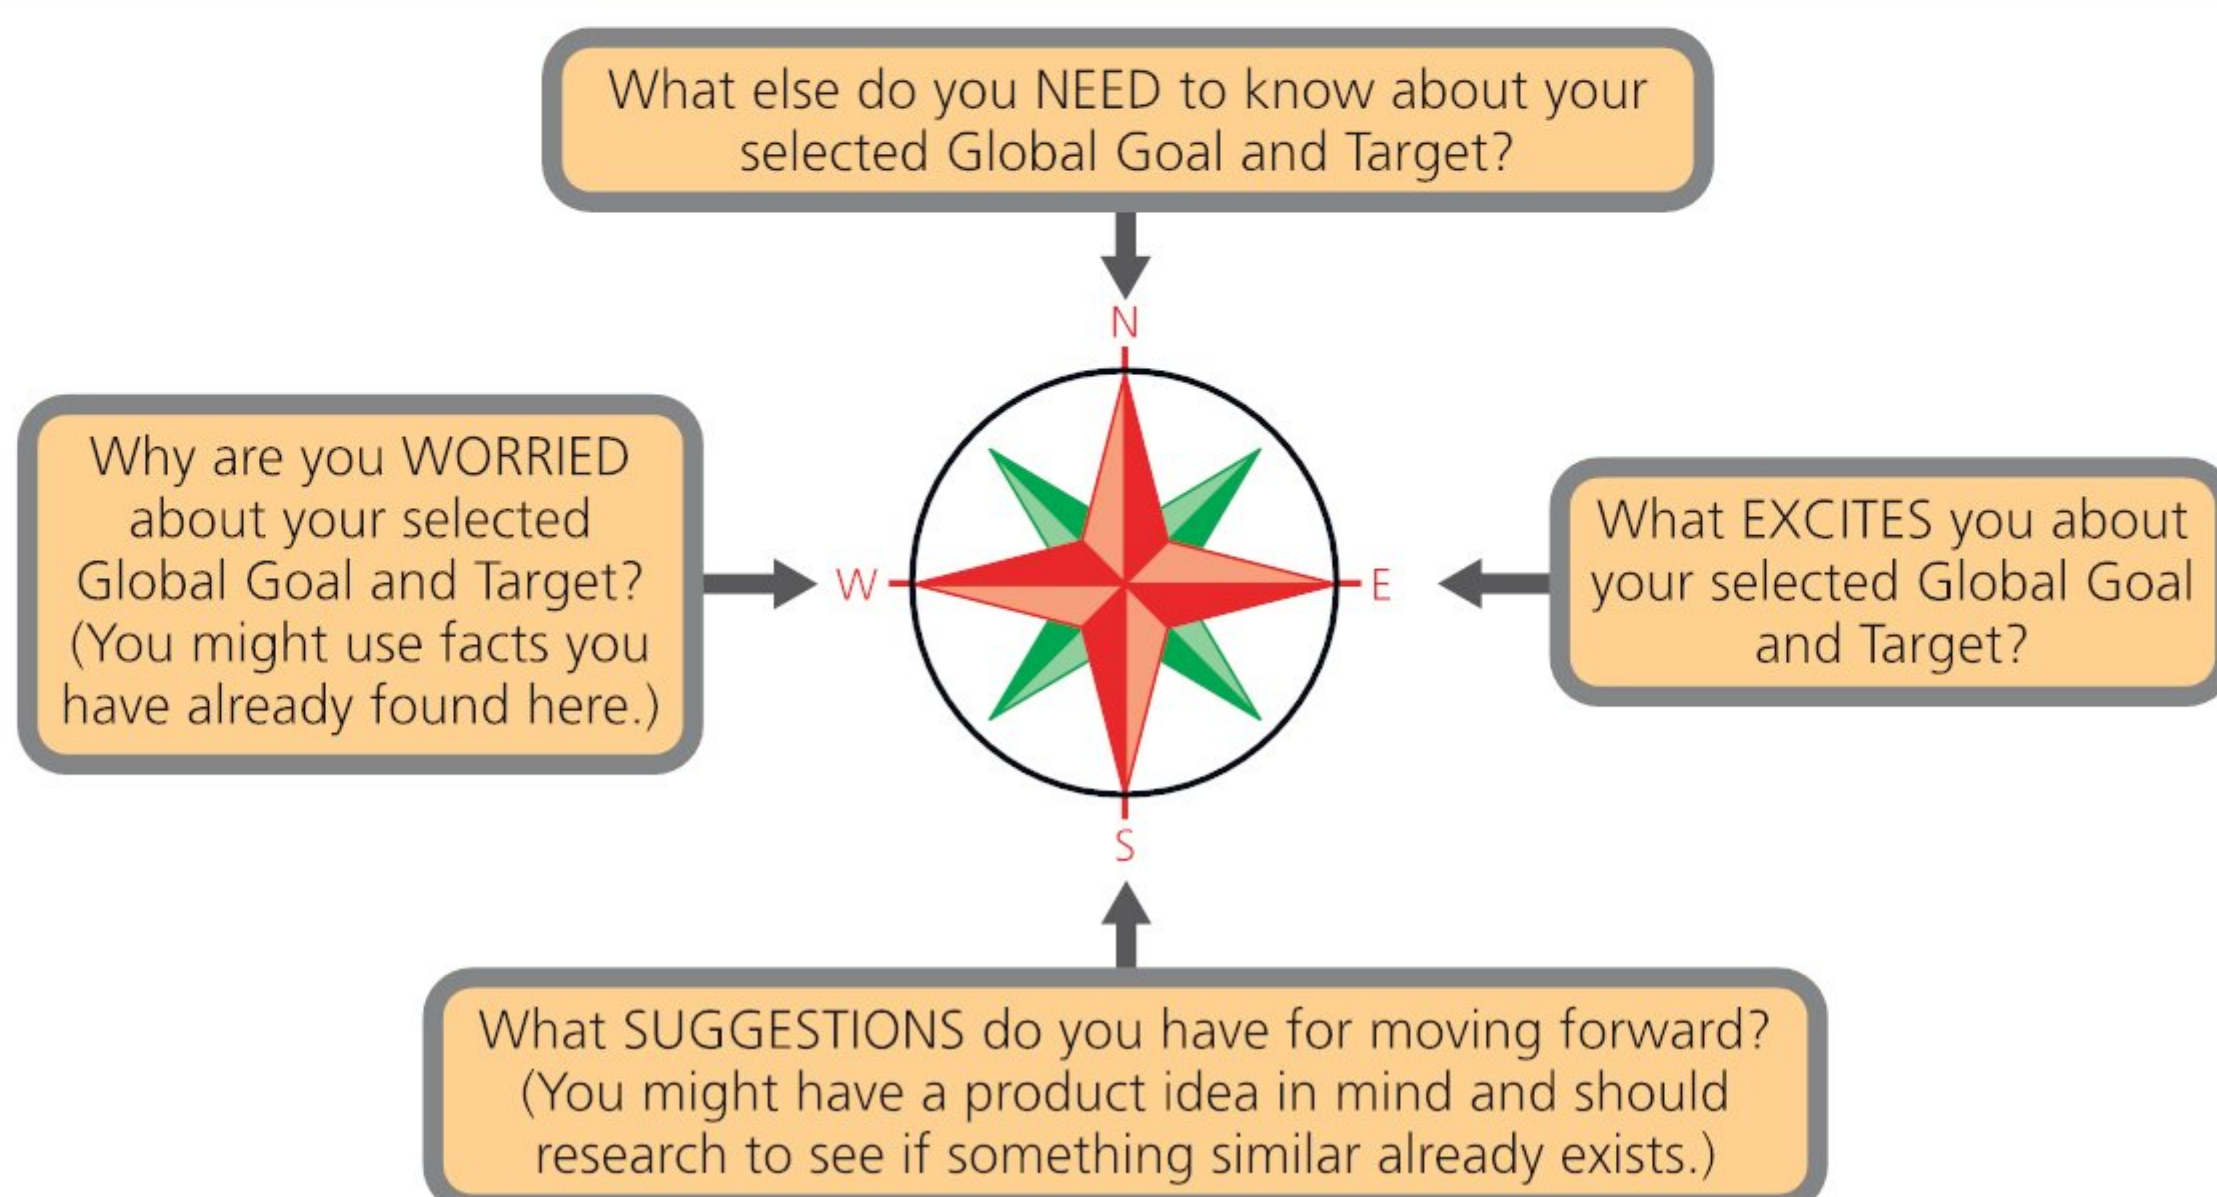 What else do you NEED to know about your
selected Global Goal and Target?
N
Why are you WORRIED
about your selected
Global Goal and Target?
(You might use facts you
have already found here.)
W
E
What EXCITES you about
your selected Global Goal
and Target?
S
What SUGGESTIONS do you have for moving forward?
(You might have a product idea in mind and should
research to see if something similar already exists.)